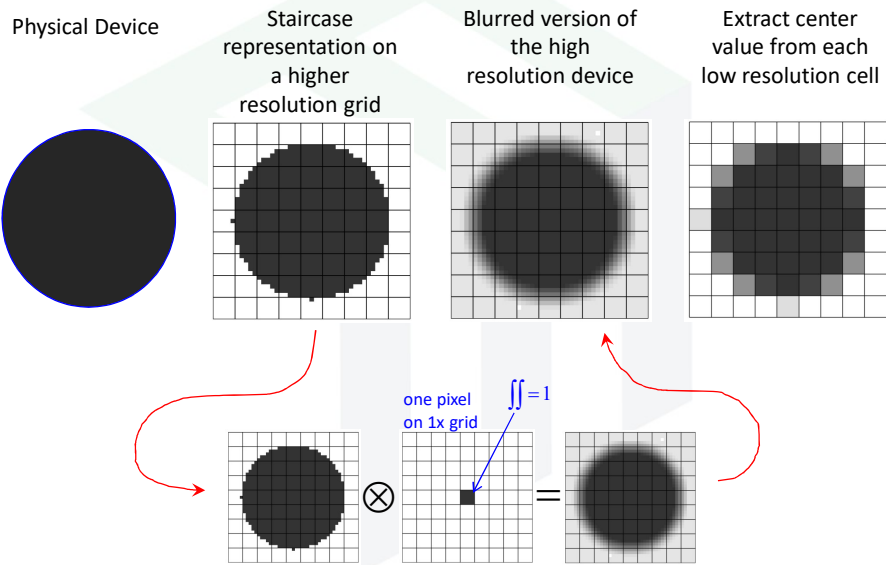 Physical Device
Staircase
representation on
a higher
resolution grid
Blurred version of
the high
resolution device
Extract center
value from each
low resolution cell
one pixel
on 1x grid
∬ = 1
⊗
=